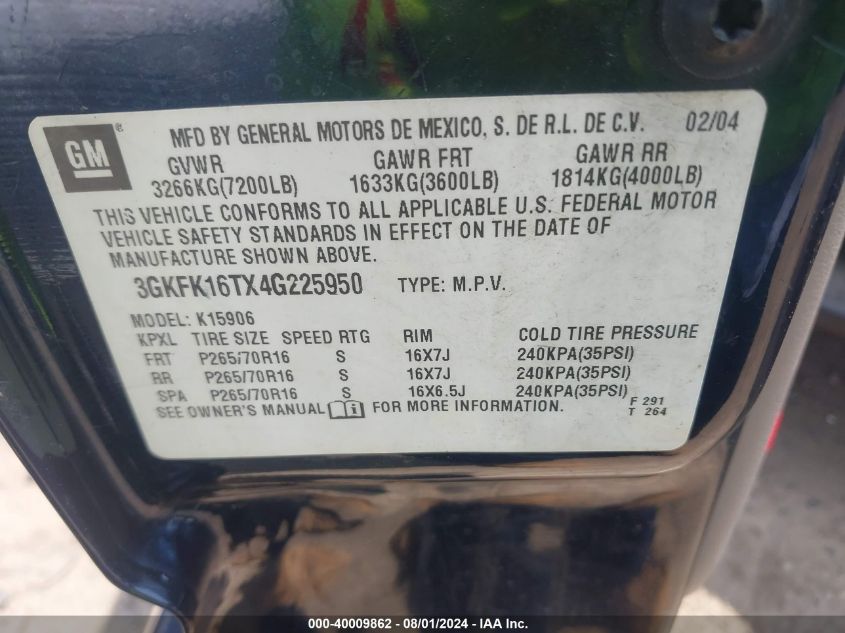 GM ® MFD BY GENERAL MOTORS DE MEXICO, S. DE R.L. DE C.V. 02/04
GVWR GAWR FRT GAWR RR
3266KG(7200LB) 1633KG(3600LB) 1814KG(4000LB)
THIS VEHICLE CONFORMS TO ALL APPLICABLE U.S. FEDERAL MOTOR
VEHICLE SAFETY STANDARDS IN EFFECT ON THE DATE OF
MANUFACTURE SHOWN ABOVE.
3GKFK16TX4G225950 TYPE: M.P.V.
MODEL: K15906
KPXL TIRE SIZE SPEED RTG RIM COLD TIRE PRESSURE
FRT P265/70R16 S 16X7J 240KPA(35PSI)
RR P265/70R16 S 16X7J 240KPA(35PSI)
SPA P265/70R16 S 16X6.5J 240KPA(35PSI)
SEE OWNER'S MANUAL FOR MORE INFORMATION. F 291
T 264
000-40009862 - 08/01/2024 - IAA Inc.